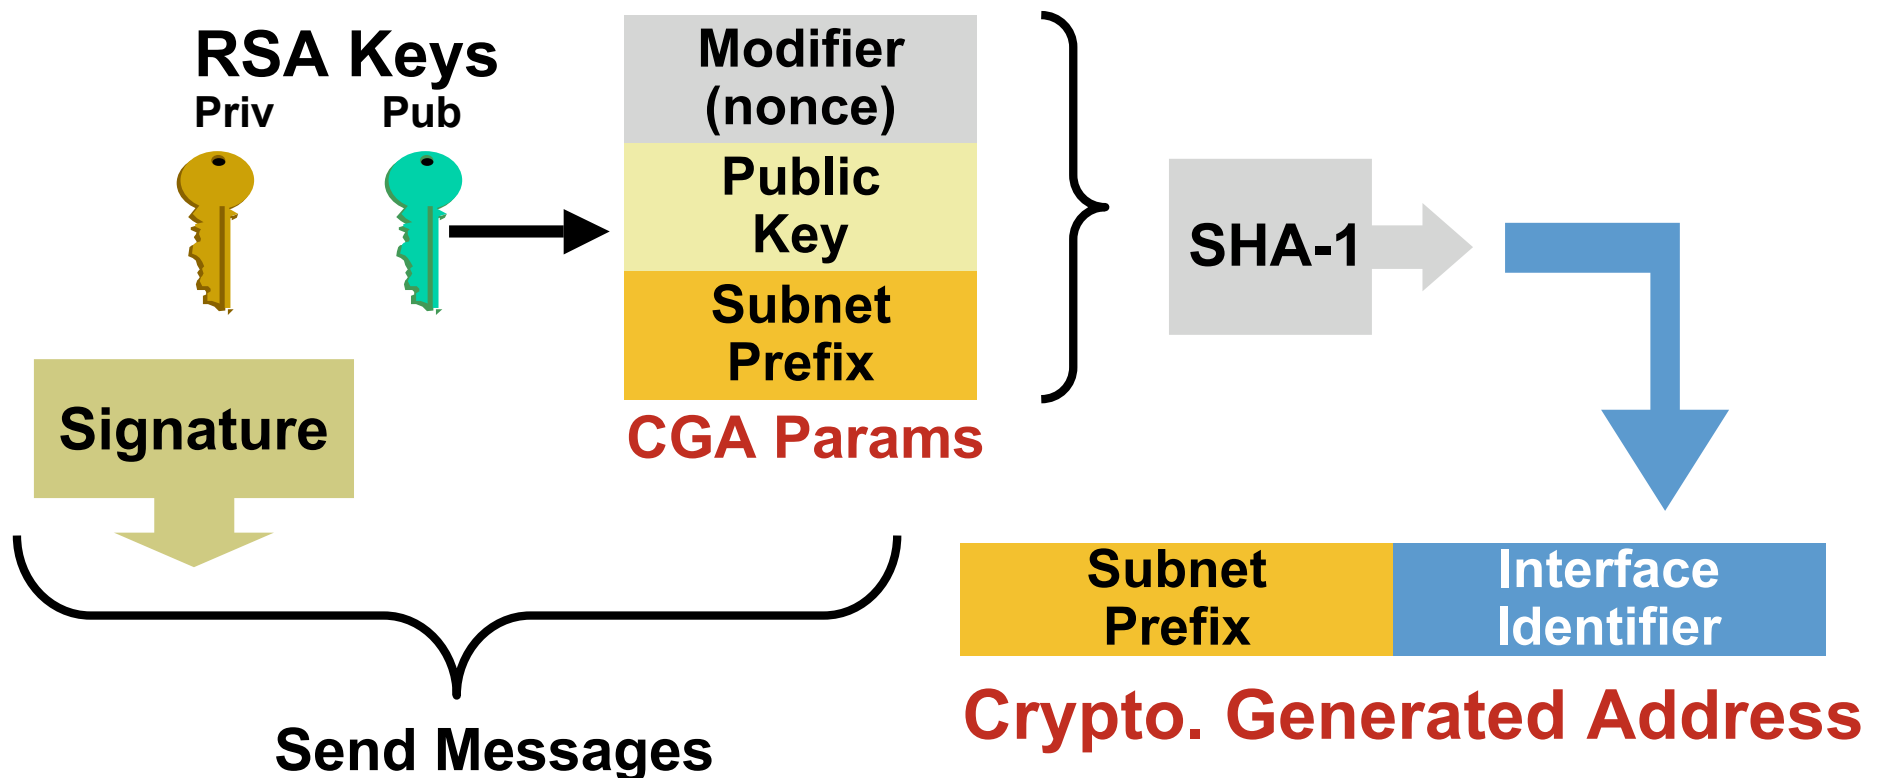 RSA Keys
Priv
Pub
Modifier
(nonce)
Public
Key
Subnet
Prefix
CGA Params
SHA-1
Signature
Subnet
Prefix
Interface
Identifier
Crypto. Generated Address
Send Messages